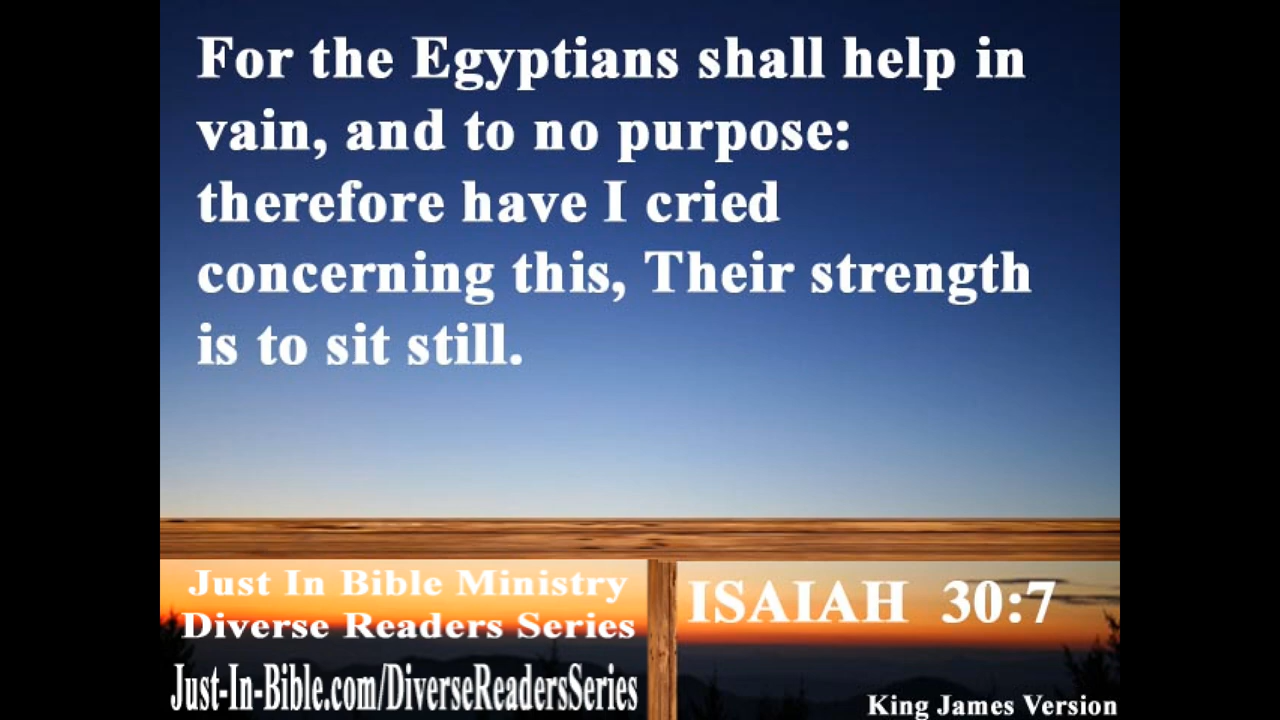 For the Egyptians shall help in
vain, and to no purpose:
therefore have I cried
concerning this, Their strength
is to sit still.
Just In Bible Ministry
Diverse Readers Series
Just-In-Bible.com/DiverseReadersSeries
ISAIAH 30:7
King James Version